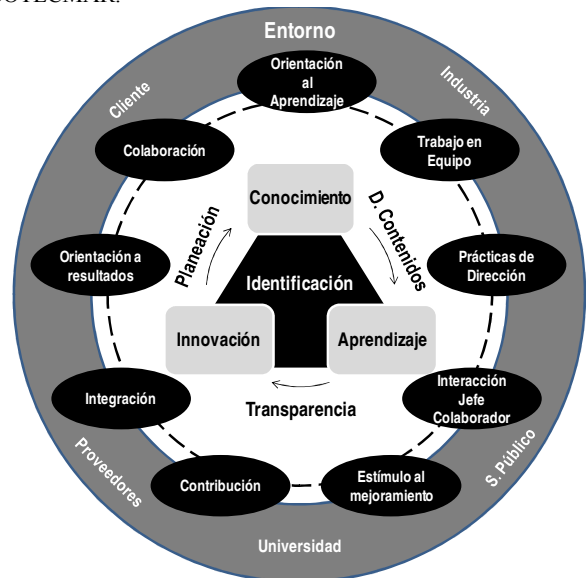 Entorno
Cliente
Industria
Orientación
al
Aprendizaje
Colaboración
Trabajo en
Equipo
Conocimiento
Planeación
D. Contenidos
Orientación a
resultados
Identificación
Prácticas de
Dirección
Innovación
Aprendizaje
Integración
Transparencia
Interacción
Jefe
Colaborador
Proveedores
S. Público
Contribución
Estímulo al
mejoramiento
Universidad